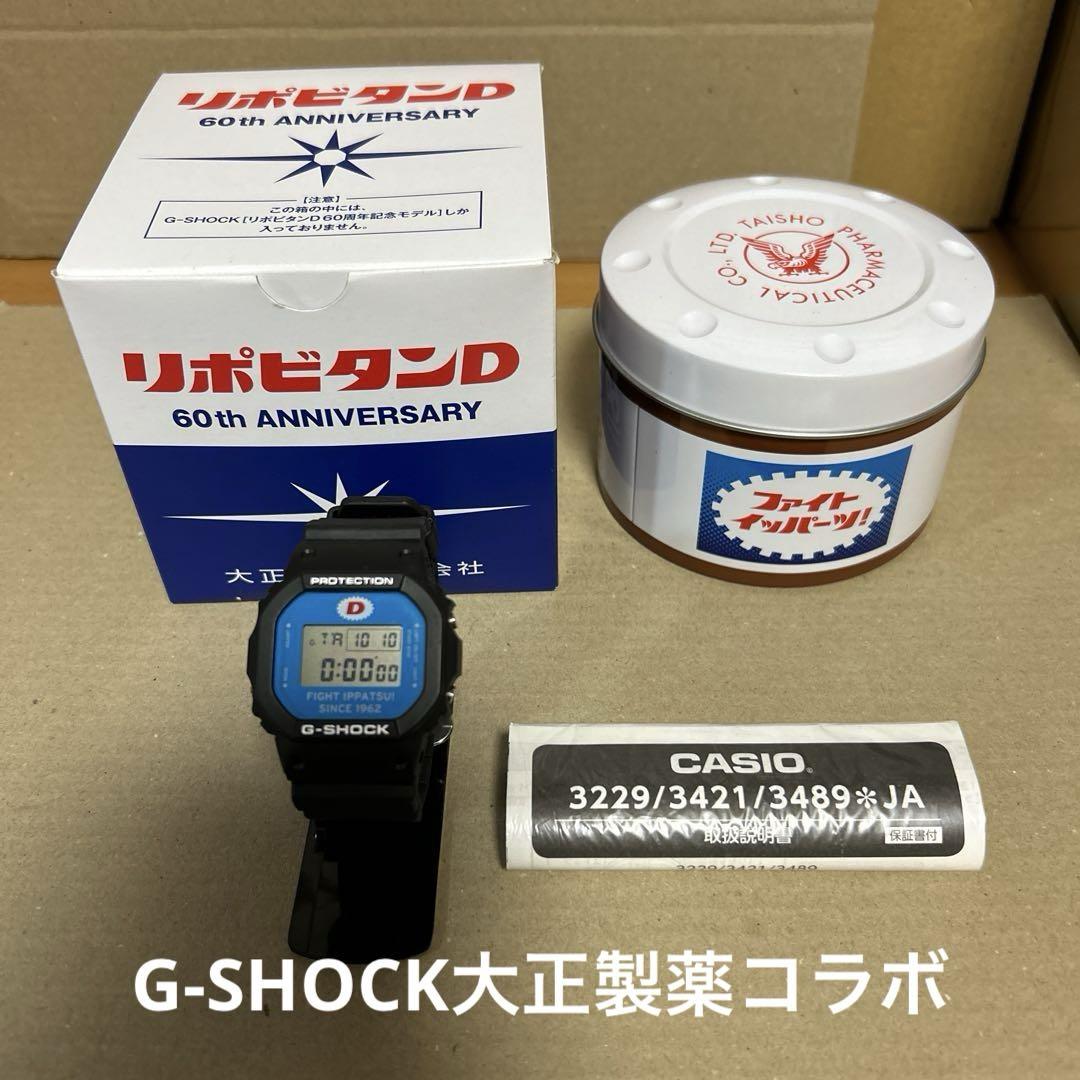 リポビタンD
60th ANNIVERSARY
【注意】
この箱の中には、
G-SHOCK[リポビタンD 60周年記念モデル]しか
入っておりません。
リポビタンD
60th ANNIVERSARY
大正
会社
TAISHO PHARMACEUTICAL CO., LTD.
ファイト
イッパーツ!
PROTECTION
D
10 10
0:00 00
FIGHT IPPATSU!
SINCE 1962
G-SHOCK
CASIO
3229/3421/3489＊JA
取扱説明書
保証書付
3229/3421/3489
G-SHOCK大正製薬コラボ